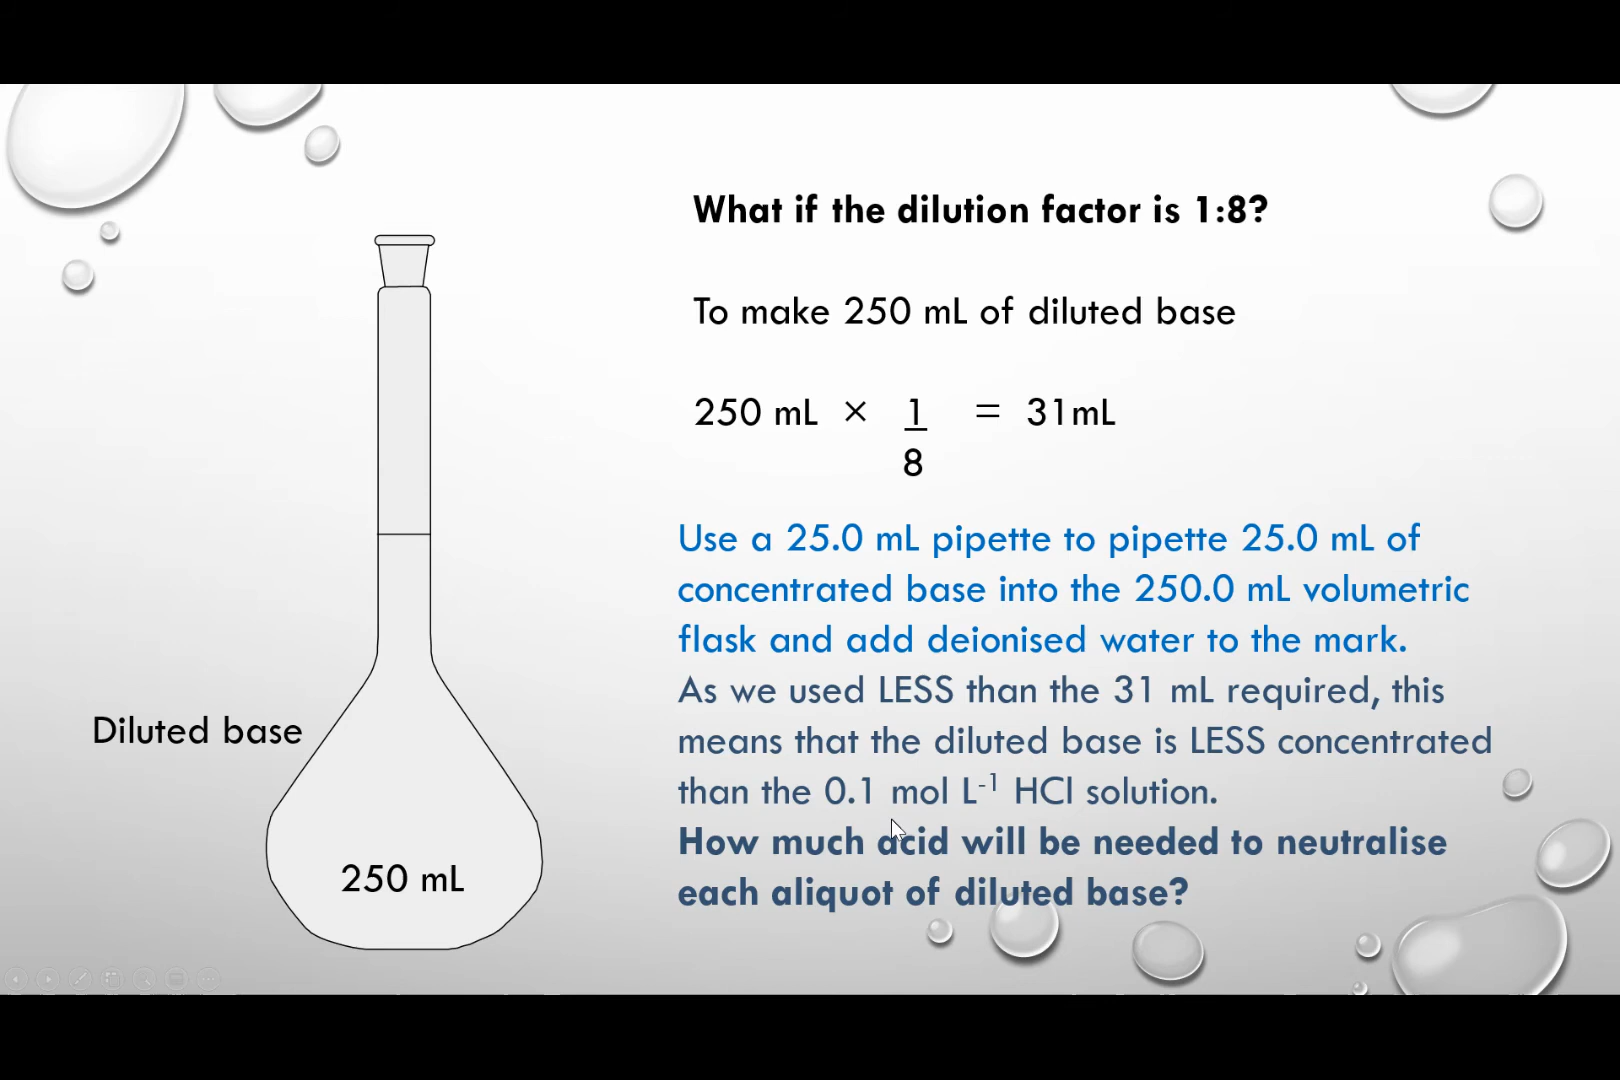 What if the dilution factor is 1:8?
To make 250 mL of diluted base
250 mL × 1 = 31mL
8
Use a 25.0 mL pipette to pipette 25.0 mL of
concentrated base into the 250.0 mL volumetric
flask and add deionised water to the mark.
As we used LESS than the 31 mL required, this
means that the diluted base is LESS concentrated
than the 0.1 mol L⁻¹ HCl solution.
How much acid will be needed to neutralise
each aliquot of diluted base?
Diluted base
250 mL